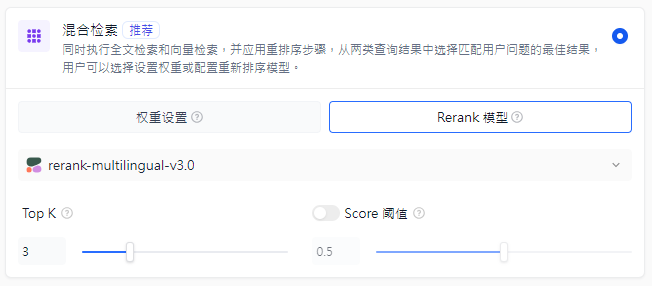 混合检索 推荐
同时执行全文检索和向量检索，并应用重排序步骤，从两类查询结果中选择匹配用户问题的最佳结果，
用户可以选择设置权重或配置重新排序模型。
权重设置 Rerank 模型
rerank-multilingual-v3.0
Top K Score 阈值
3 0.5